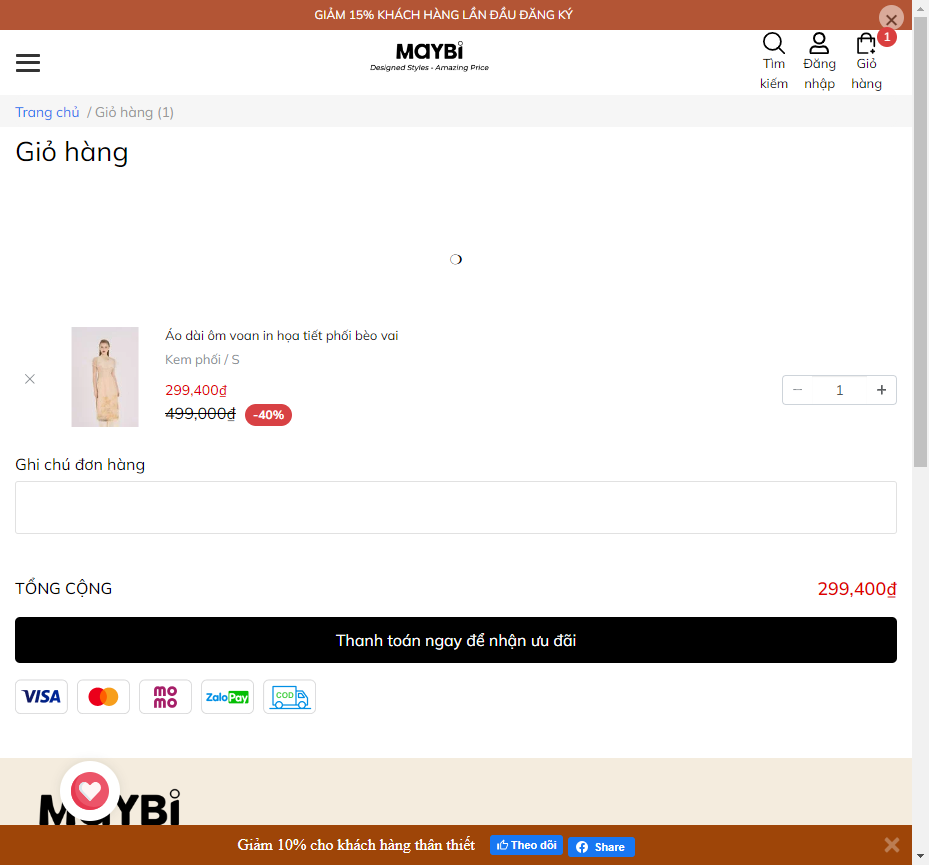 GIẢM 15% KHÁCH HÀNG LẦN ĐẦU ĐĂNG KÝ
MAYBI
Designed Styles - Amazing Price
Tìm kiếm
Đăng nhập
1
Giỏ hàng
Trang chủ / Giỏ hàng (1)
Giỏ hàng
Áo dài ôm voan in họa tiết phối bèo vai
Kem phối / S
299,400₫
499,000₫ -40%
1
Ghi chú đơn hàng
TỔNG CỘNG 299,400₫
Thanh toán ngay để nhận ưu đãi
VISA
mo mo
ZaloPay
COD
MAYBI
Giảm 10% cho khách hàng thân thiết Theo dõi Share